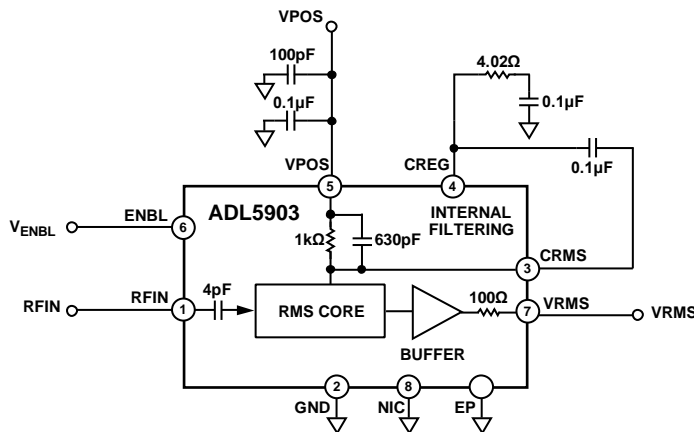 VPOS
100pF
0.1µF
VPOS
5
4.02Ω
0.1µF
0.1µF
CREG
4
ADL5903
INTERNAL
FILTERING
VENBL
ENBL
6
1kΩ
630pF
3
CRMS
RFIN
RFIN
1
4pF
RMS CORE
BUFFER
100Ω
7
VRMS
VRMS
2
GND
8
NIC
EP